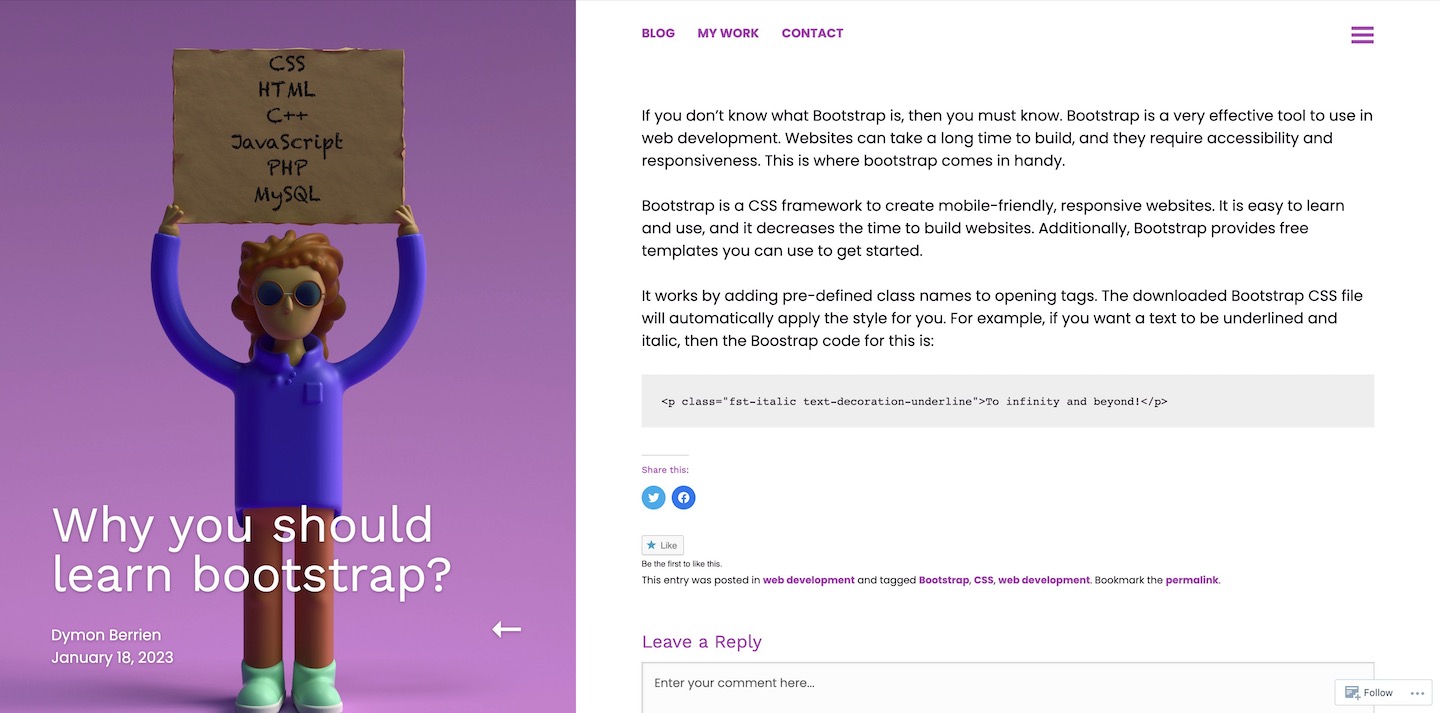 CSS
HTML
C++
JavaScript
PHP
MySQL
Why you should
learn bootstrap?
Dymon Berrien
January 18, 2023
BLOG MY WORK CONTACT
If you don’t know what Bootstrap is, then you must know. Bootstrap is a very effective tool to use in
web development. Websites can take a long time to build, and they require accessibility and
responsiveness. This is where bootstrap comes in handy.
Bootstrap is a CSS framework to create mobile-friendly, responsive websites. It is easy to learn
and use, and it decreases the time to build websites. Additionally, Bootstrap provides free
templates you can use to get started.
It works by adding pre-defined class names to opening tags. The downloaded Bootstrap CSS file
will automatically apply the style for you. For example, if you want a text to be underlined and
italic, then the Boostrap code for this is:
<p class="fst-italic text-decoration-underline">To infinity and beyond!</p>
Share this:
Like
Be the first to like this.
This entry was posted in web development and tagged Bootstrap, CSS, web development. Bookmark the permalink.
Leave a Reply
Enter your comment here...
Follow